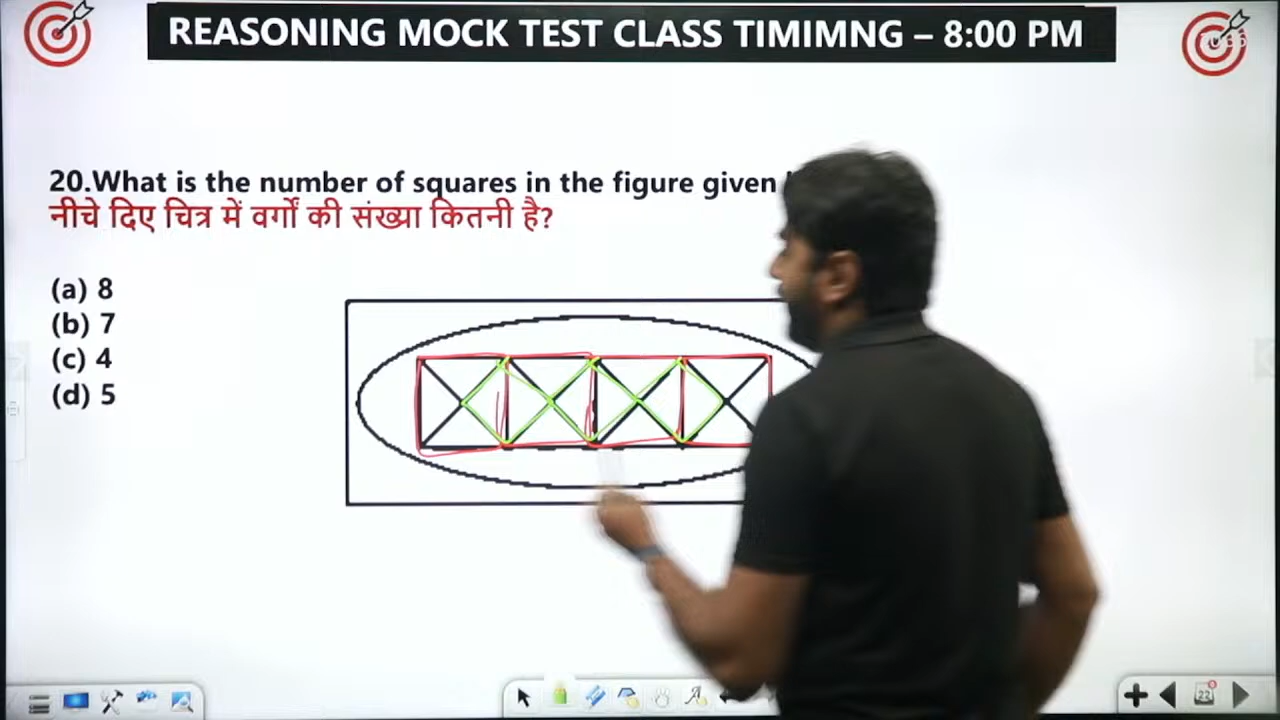 REASONING MOCK TEST CLASS TIMIMNG – 8:00 PM
20.What is the number of squares in the figure given
नीचे दिए चित्र में वर्गों की संख्या कितनी है?
(a) 8
(b) 7
(c) 4
(d) 5
22